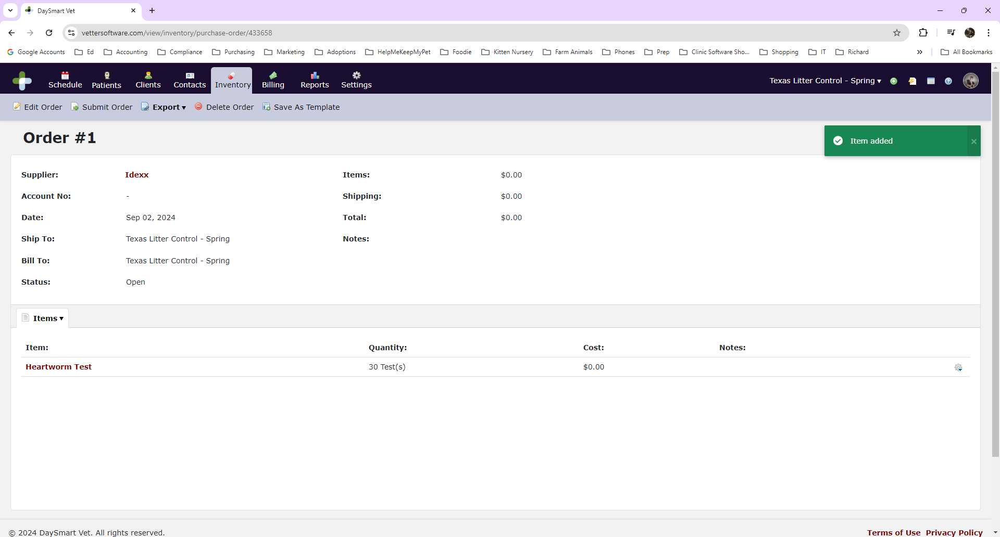 DaySmart Vet
vettersoftware.com/view/inventory/purchase-order/433658
Google Accounts Ed Accounting Compliance Purchasing Marketing Adoptions HelpMeKeepMyPet Foodie Kitten Nursery Farm Animals Phones Prep Clinic Software Sho... Shopping IT Richard » All Bookmarks
Schedule Patients Clients Contacts Inventory Billing Reports Settings Texas Litter Control - Spring ▾
Edit Order Submit Order Export ▾ Delete Order Save As Template
Order #1
Item added ×
Supplier: Idexx Items: $0.00
Account No: - Shipping: $0.00
Date: Sep 02, 2024 Total: $0.00
Ship To: Texas Litter Control - Spring Notes:
Bill To: Texas Litter Control - Spring
Status: Open
Items ▾
Item: Quantity: Cost: Notes:
Heartworm Test 30 Test(s) $0.00
© 2024 DaySmart Vet. All rights reserved. Terms of Use Privacy Policy